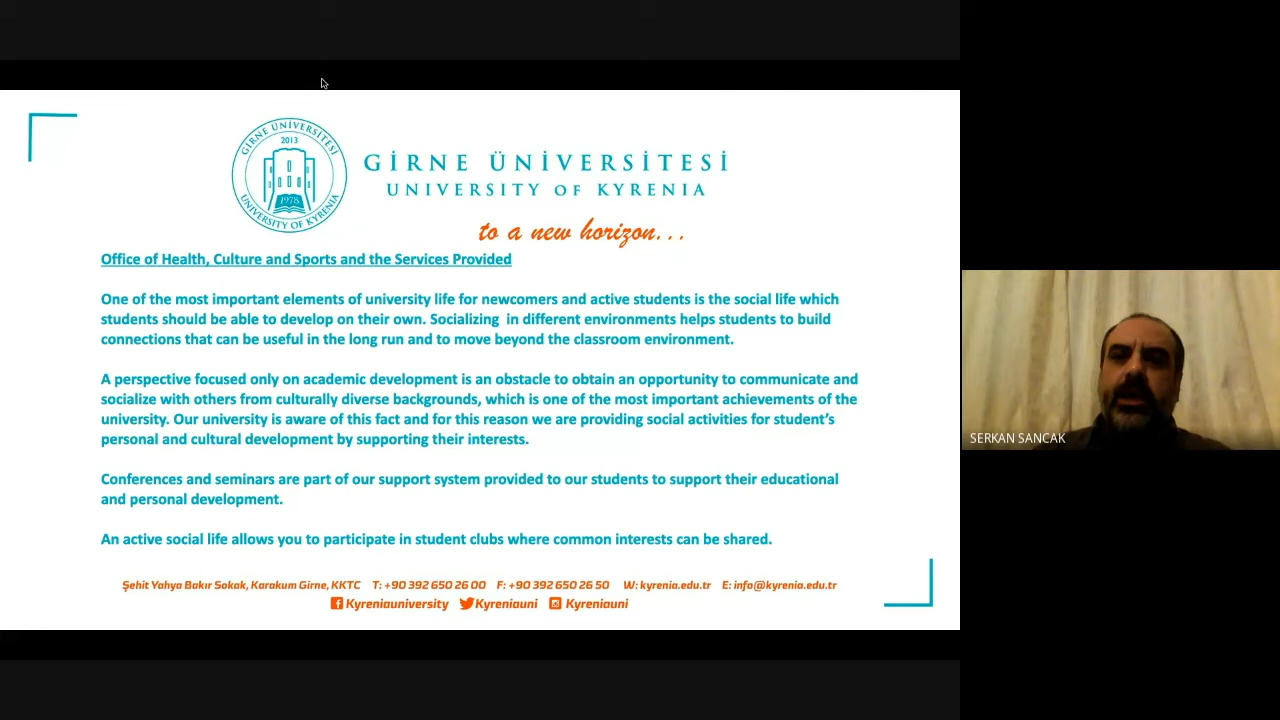 GİRNE ÜNİVERSİTESİ
2013
1978
UNIVERSITY OF KYRENIA
GİRNE ÜNİVERSİTESİ
UNIVERSITY OF KYRENIA
to a new horizon...
Office of Health, Culture and Sports and the Services Provided
One of the most important elements of university life for newcomers and active students is the social life which
students should be able to develop on their own. Socializing  in different environments helps students to build
connections that can be useful in the long run and to move beyond the classroom environment.
A perspective focused only on academic development is an obstacle to obtain an opportunity to communicate and
socialize with others from culturally diverse backgrounds, which is one of the most important achievements of the
university. Our university is aware of this fact and for this reason we are providing social activities for student’s
personal and cultural development by supporting their interests.
Conferences and seminars are part of our support system provided to our students to support their educational
and personal development.
An active social life allows you to participate in student clubs where common interests can be shared.
Şehit Yahya Bakır Sokak, Karakum Girne, KKTC T: +90 392 650 26 00 F: +90 392 650 26 50 W: kyrenia.edu.tr E: info@kyrenia.edu.tr
Kyreniauniversity Kyreniauni Kyreniauni
SERKAN SANCAK